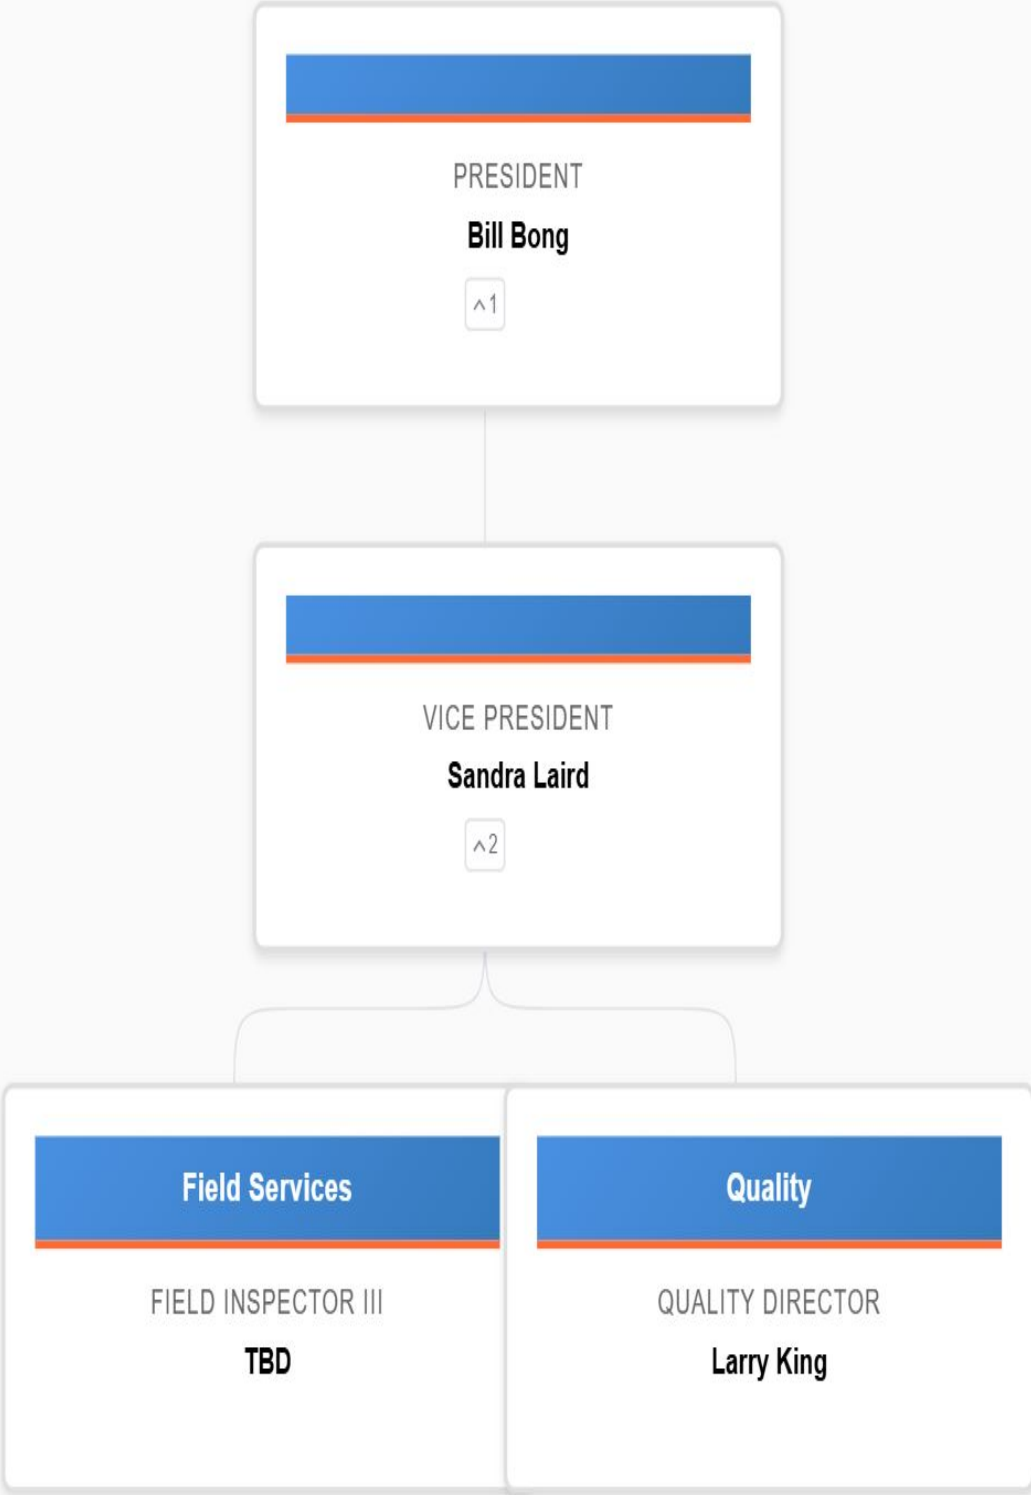 PRESIDENT
Bill Bong
^1
VICE PRESIDENT
Sandra Laird
^2
Field Services
FIELD INSPECTOR III
TBD
Quality
QUALITY DIRECTOR
Larry King